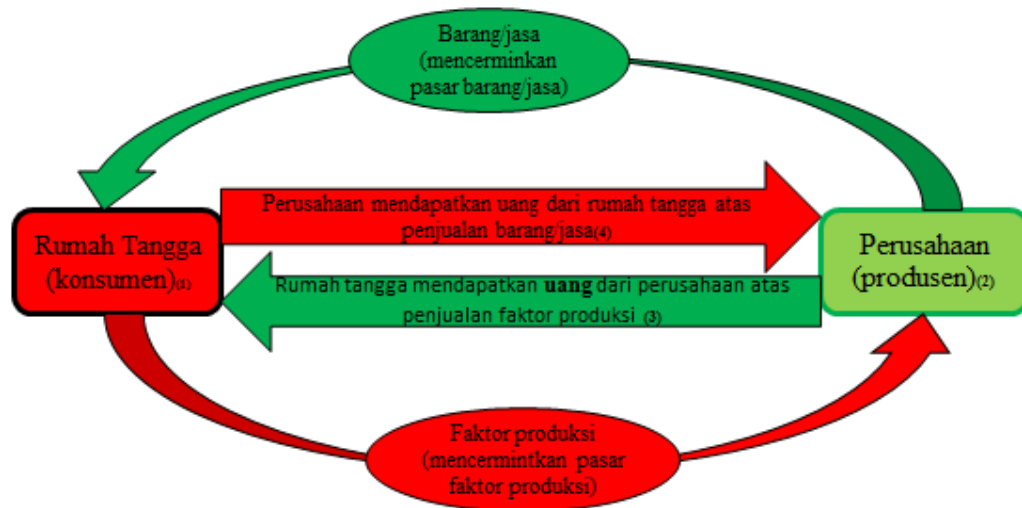 Barang/jasa
(mencerminkan
pasar barang/jasa)
Perusahaan mendapatkan uang dari rumah tangga atas
penjualan barang/jasa(4)
Rumah Tangga
(konsumen)(1)
Perusahaan
(produsen)(2)
Rumah tangga mendapatkan uang dari perusahaan atas
penjualan faktor produksi (3)
Faktor produksi
(mencermintkan pasar
faktor produksi)